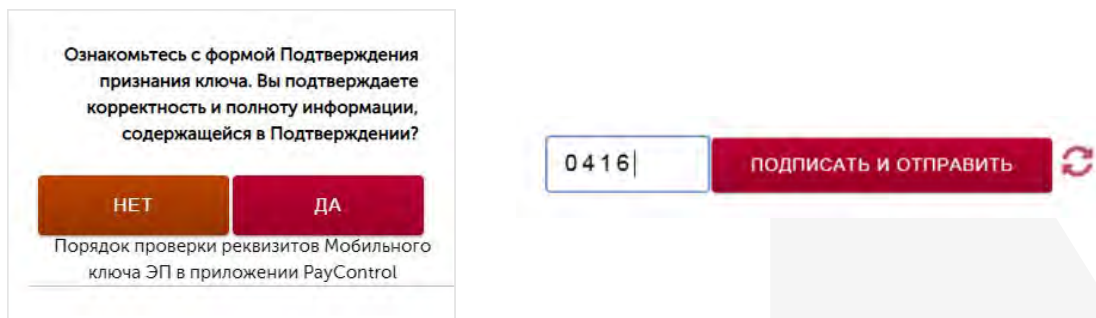 Ознакомьтесь с формой Подтверждения
признания ключа. Вы подтверждаете
корректность и полноту информации,
содержащейся в Подтверждении?
НЕТ
ДА
Порядок проверки реквизитов Мобильного
ключа ЭП в приложении PayControl
0416
ПОДПИСАТЬ И ОТПРАВИТЬ